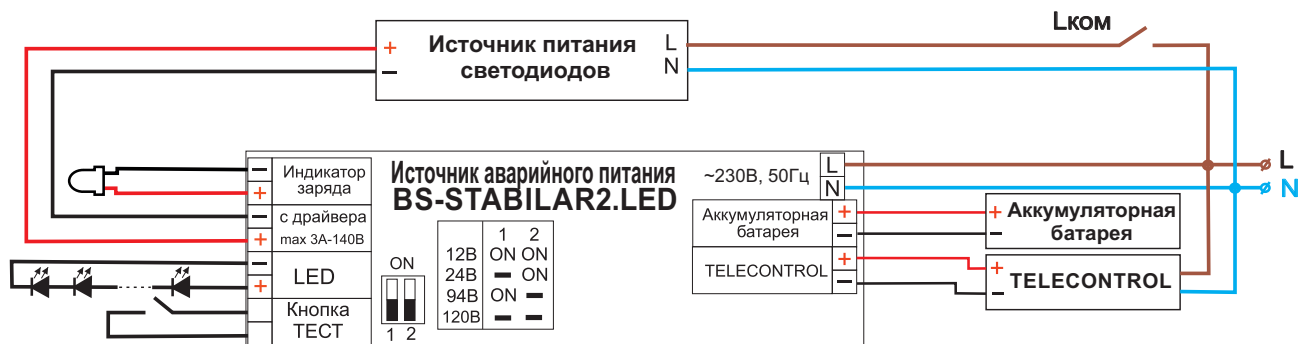 Lком
+ Источник питания L
− светодиодов N
− Индикатор
+ заряда
− с драйвера
+ max 3А-140В
−
+ LED
Кнопка
ТЕСТ
Источник аварийного питания
BS-STABILAR2.LED
ON
1 2
1 2
12В ON ON
24В − ON
94В ON −
120В − −
~230В, 50Гц L
N
Аккумуляторная +
батарея −
TELECONTROL +
−
L
N
+ Аккумуляторная
− батарея
+
− TELECONTROL